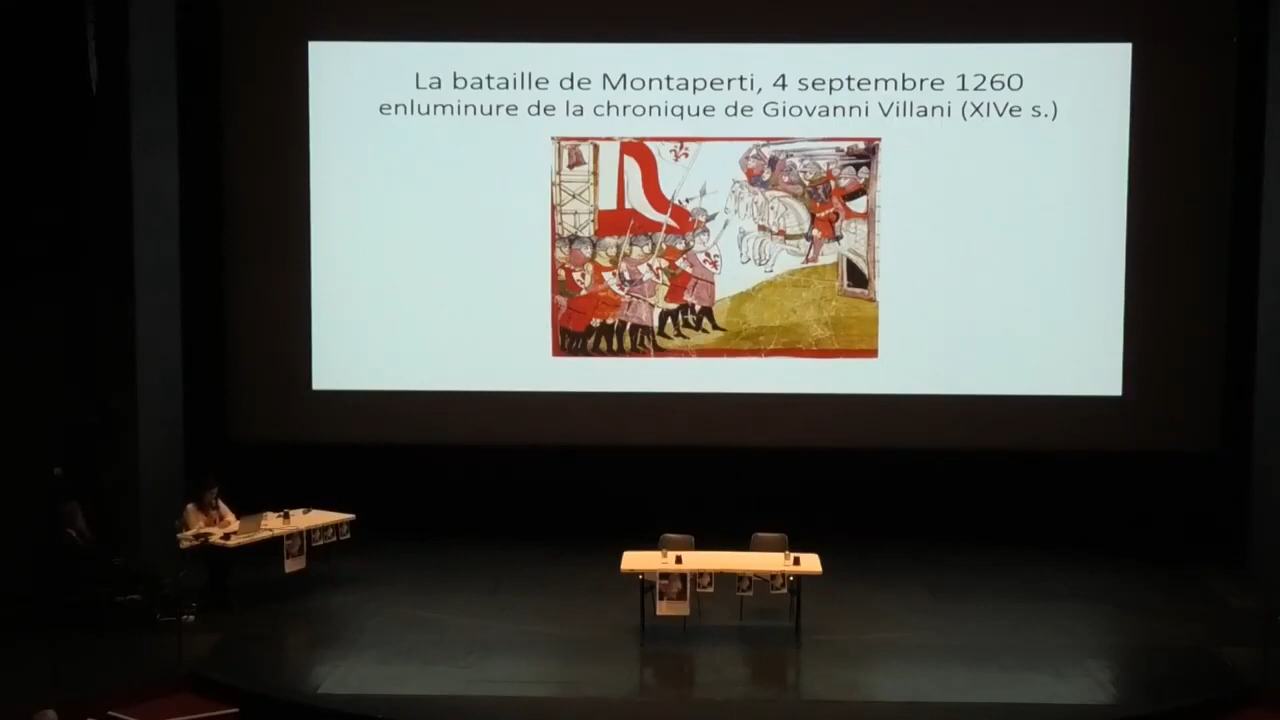 La bataille de Montaperti, 4 septembre 1260
enluminure de la chronique de Giovanni Villani (XIVe s.)